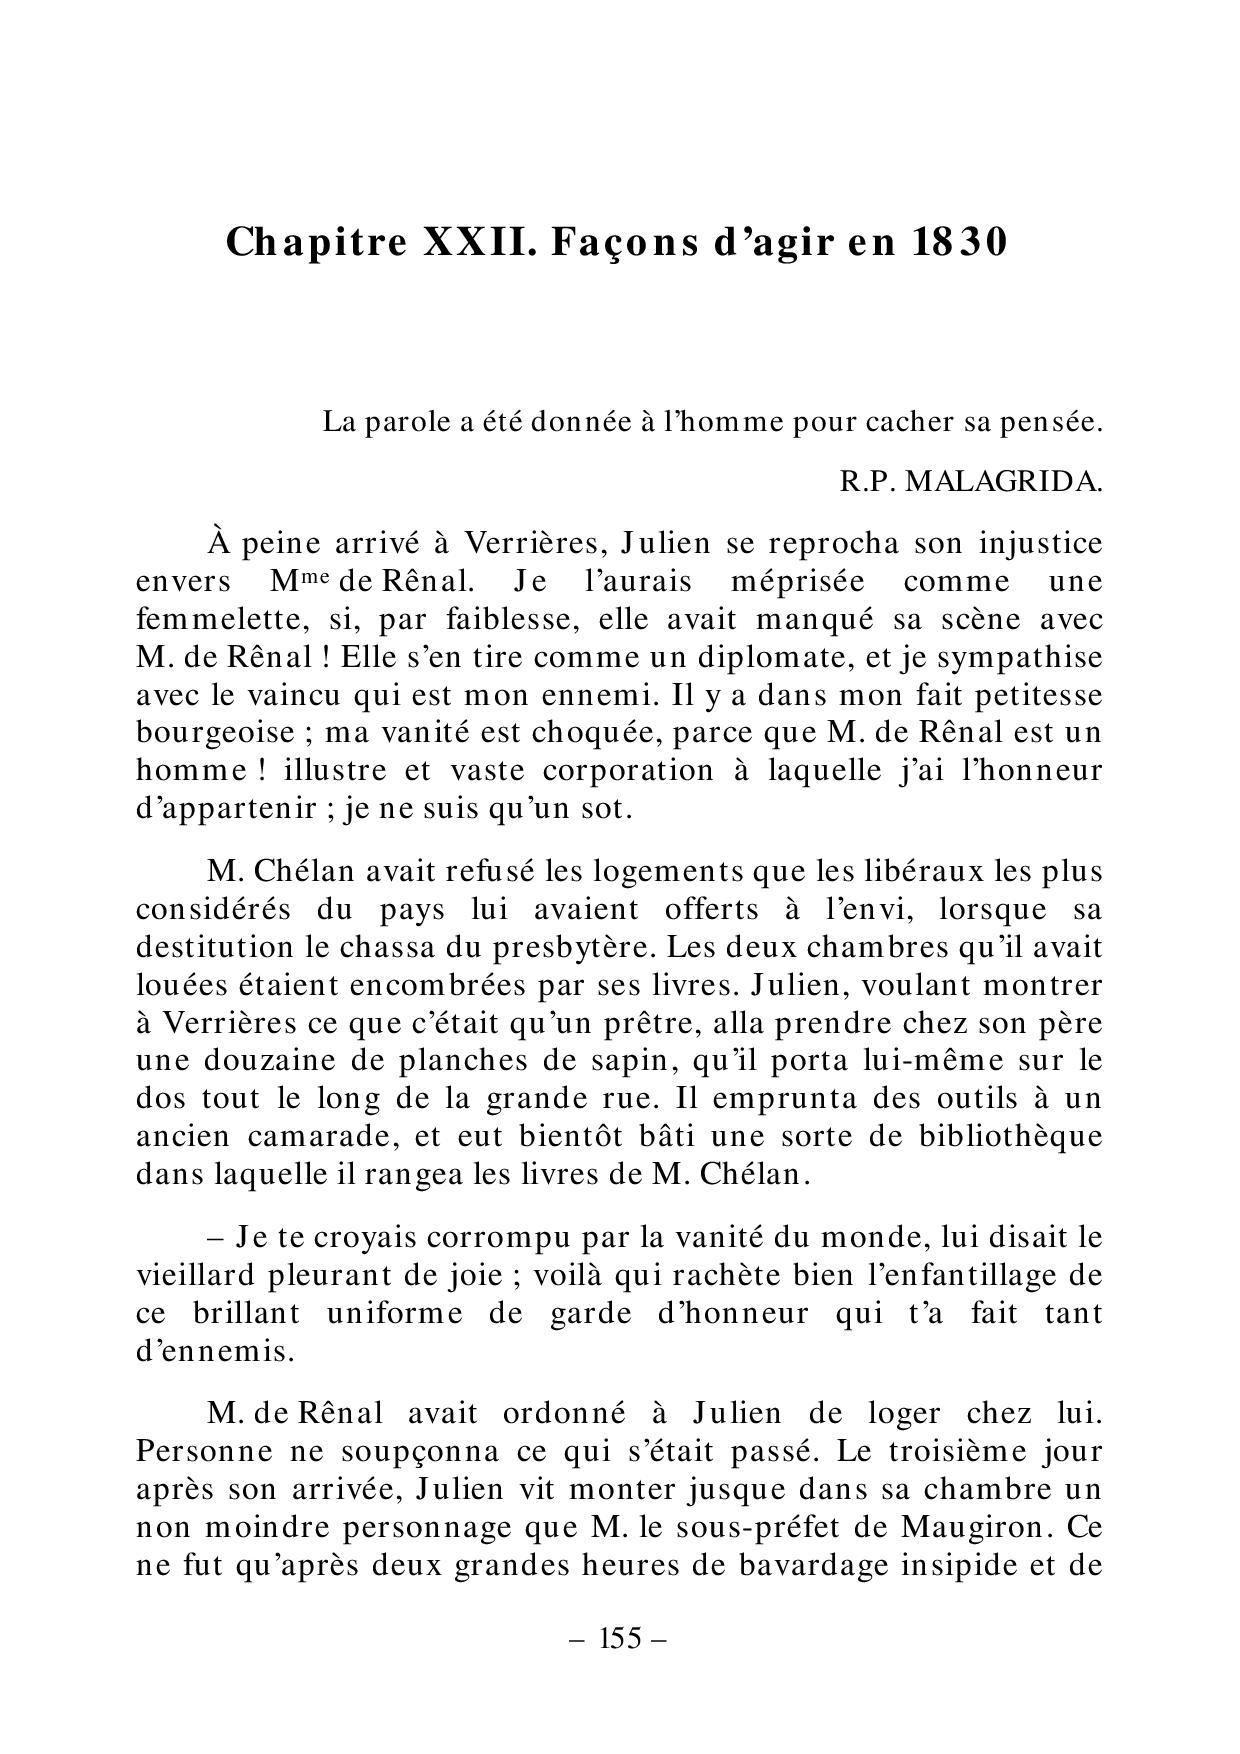 Chapitre XXII. Façons d’agir en 1830
La parole a été donnée à l’homme pour cacher sa pensée.
R.P. MALAGRIDA.
À peine arrivé à Verrières, Julien se reprocha son injustice
envers Mme de Rênal. Je l’aurais méprisée comme une
femmelette, si, par faiblesse, elle avait manqué sa scène avec
M. de Rênal ! Elle s’en tire comme un diplomate, et je sympathise
avec le vaincu qui est mon ennemi. Il y a dans mon fait petitesse
bourgeoise ; ma vanité est choquée, parce que M. de Rênal est un
homme ! illustre et vaste corporation à laquelle j’ai l’honneur
d’appartenir ; je ne suis qu’un sot.
M. Chélan avait refusé les logements que les libéraux les plus
considérés du pays lui avaient offerts à l’envi, lorsque sa
destitution le chassa du presbytère. Les deux chambres qu’il avait
louées étaient encombrées par ses livres. Julien, voulant montrer
à Verrières ce que c’était qu’un prêtre, alla prendre chez son père
une douzaine de planches de sapin, qu’il porta lui-même sur le
dos tout le long de la grande rue. Il emprunta des outils à un
ancien camarade, et eut bientôt bâti une sorte de bibliothèque
dans laquelle il rangea les livres de M. Chélan.
– Je te croyais corrompu par la vanité du monde, lui disait le
vieillard pleurant de joie ; voilà qui rachète bien l’enfantillage de
ce brillant uniforme de garde d’honneur qui t’a fait tant
d’ennemis.
M. de Rênal avait ordonné à Julien de loger chez lui.
Personne ne soupçonna ce qui s’était passé. Le troisième jour
après son arrivée, Julien vit monter jusque dans sa chambre un
non moindre personnage que M. le sous-préfet de Maugiron. Ce
ne fut qu’après deux grandes heures de bavardage insipide et de
– 155 –